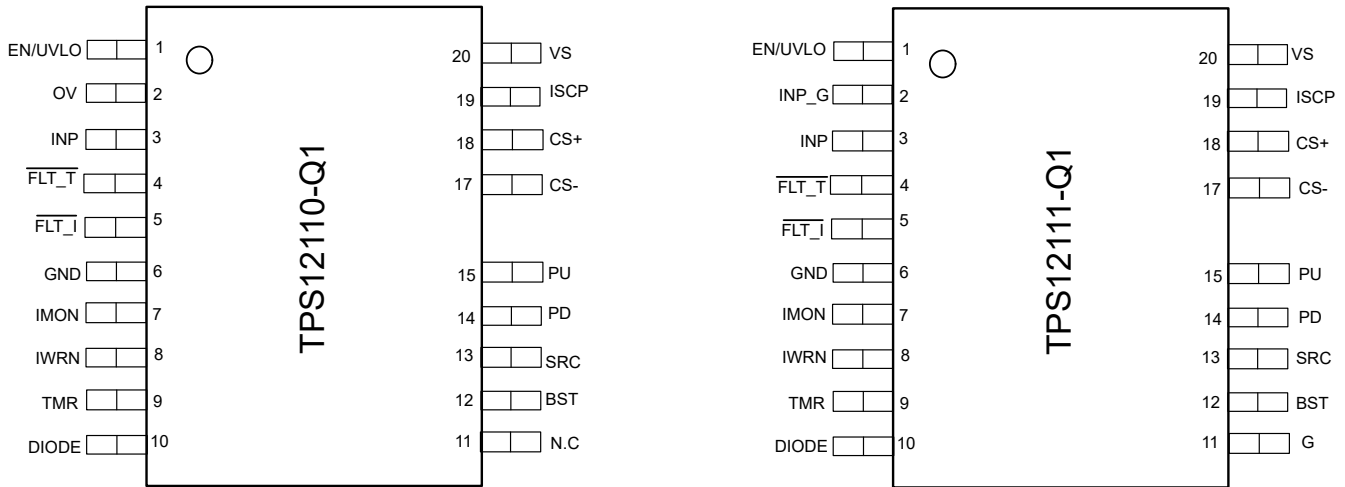 EN/UVLO 1
OV 2
INP 3
FLT_T 4
FLT_I 5
GND 6
IMON 7
IWRN 8
TMR 9
DIODE 10
TPS12110-Q1
20 VS
19 ISCP
18 CS+
17 CS-
15 PU
14 PD
13 SRC
12 BST
11 N.C
EN/UVLO 1
INP_G 2
INP 3
FLT_T 4
FLT_I 5
GND 6
IMON 7
IWRN 8
TMR 9
DIODE 10
TPS12111-Q1
20 VS
19 ISCP
18 CS+
17 CS-
15 PU
14 PD
13 SRC
12 BST
11 G